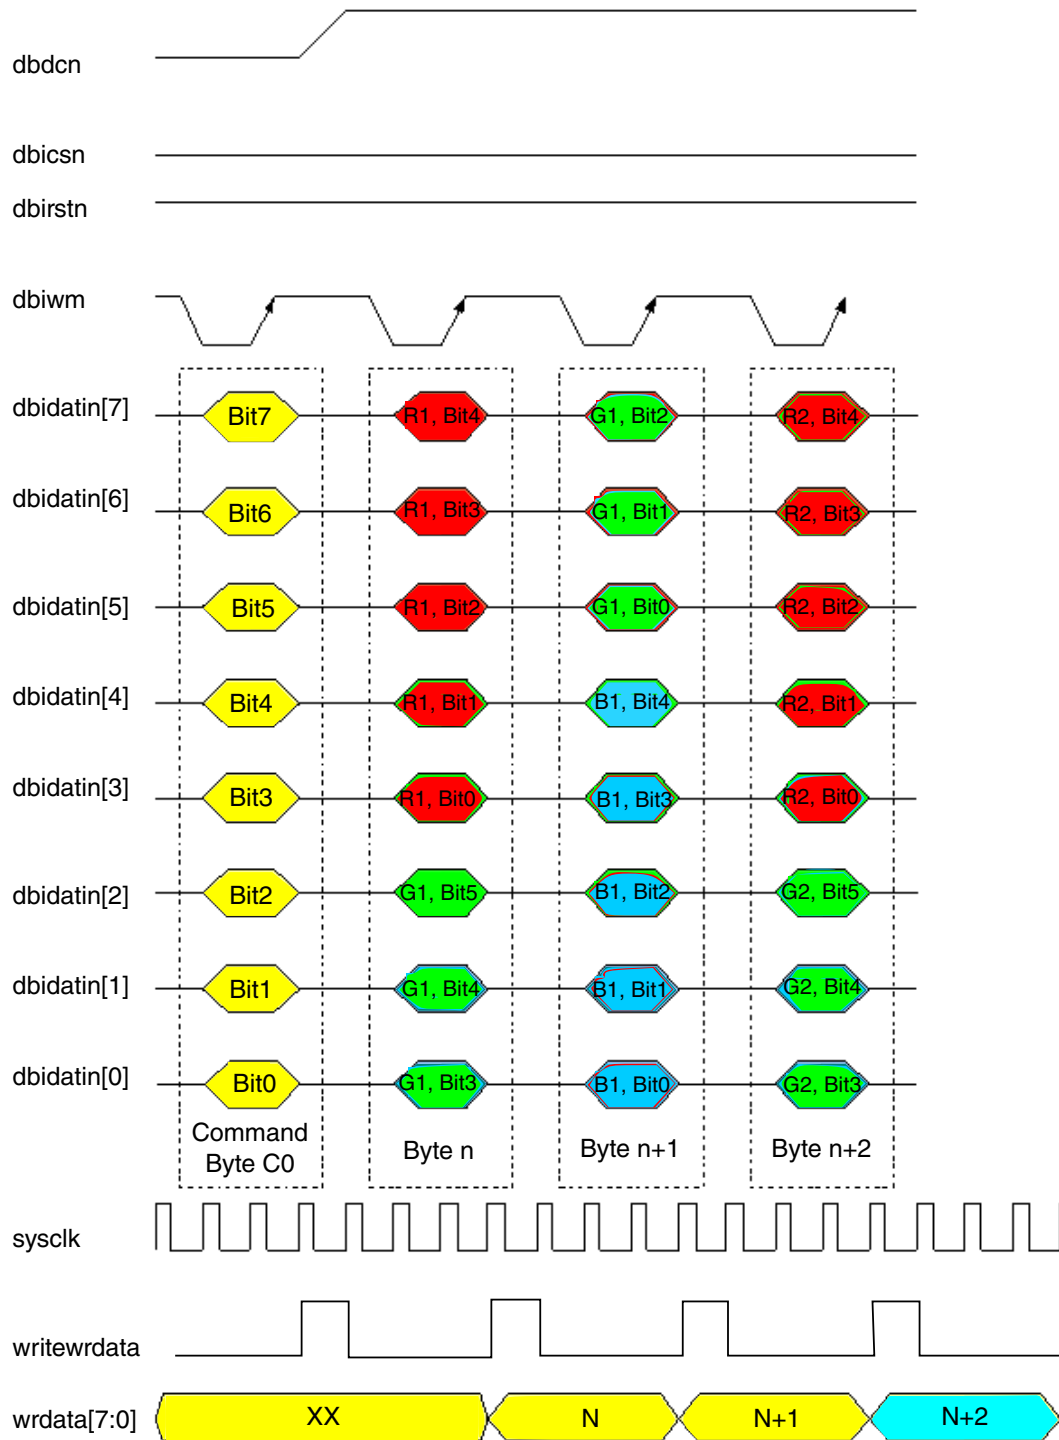 dbdcn
dbicsn
dbirstn
dbiwm
dbidatin[7] Bit7 R1, Bit4 G1, Bit2 R2, Bit4
dbidatin[6] Bit6 R1, Bit3 G1, Bit1 R2, Bit3
dbidatin[5] Bit5 R1, Bit2 G1, Bit0 R2, Bit2
dbidatin[4] Bit4 R1, Bit1 B1, Bit4 R2, Bit1
dbidatin[3] Bit3 R1, Bit0 B1, Bit3 R2, Bit0
dbidatin[2] Bit2 G1, Bit5 B1, Bit2 G2, Bit5
dbidatin[1] Bit1 G1, Bit4 B1, Bit1 G2, Bit4
dbidatin[0] Bit0 G1, Bit3 B1, Bit0 G2, Bit3
Command
Byte C0 Byte n Byte n+1 Byte n+2
sysclk
writewrdata
wrdata[7:0] XX N N+1 N+2